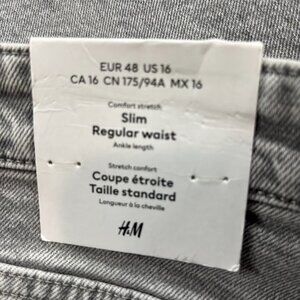 EUR 48 US 16
CA 16 CN 175/94A MX 16
Comfort stretch
Slim
Regular waist
Ankle length
Stretch confort
Coupe étroite
Taille standard
Longueur à la cheville
H&M